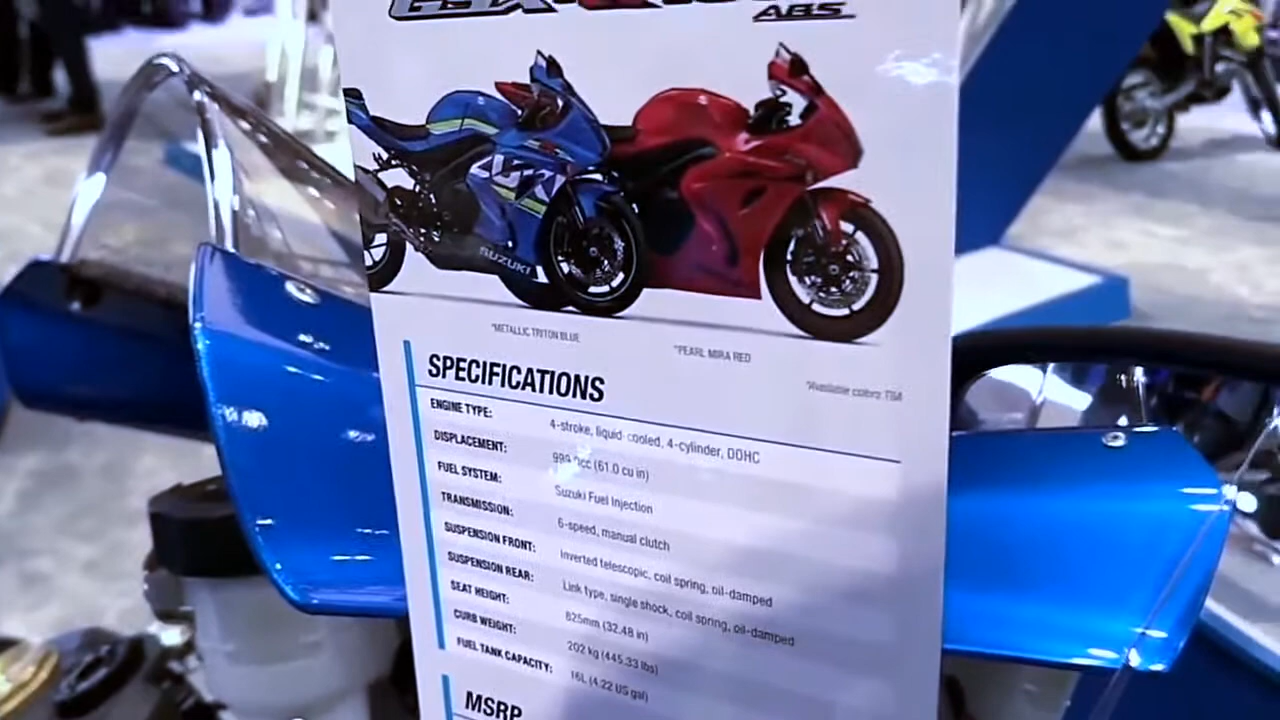 ABS
SUZUKI
*METALLIC TRITON BLUE
*PEARL MIRA RED
*Available colors TBA
SPECIFICATIONS
ENGINE TYPE: 4-stroke, liquid-cooled, 4-cylinder, DOHC
DISPLACEMENT: (61.0 cu in)
FUEL SYSTEM: Suzuki Fuel Injection
TRANSMISSION: 6-speed, manual clutch
SUSPENSION FRONT: Inverted telescopic, coil spring, oil-damped
SUSPENSION REAR: Link type, single shock, coil spring, oil-damped
SEAT HEIGHT: 825mm (32.48 in)
CURB WEIGHT: 202 kg (445.33 lbs)
FUEL TANK CAPACITY: 16L (4.22 US gal)
MSRP